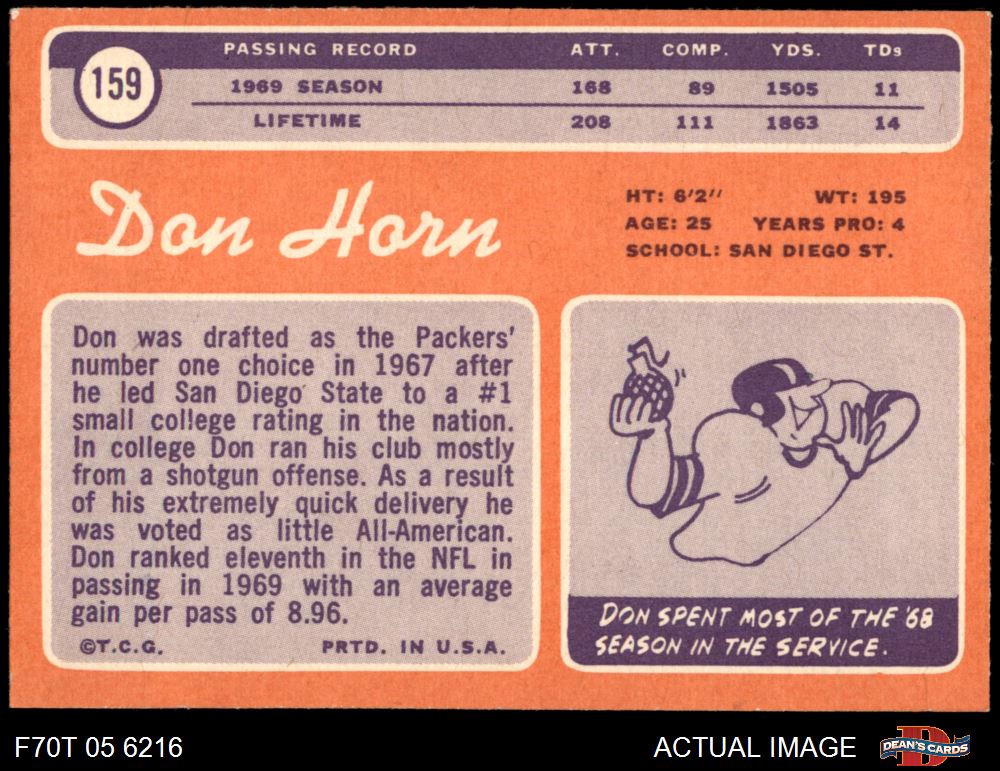 159
PASSING RECORD ATT. COMP. YDS. TDs
1969 SEASON 168 89 1505 11
LIFETIME 208 111 1863 14
Don Horn
HT: 6'2'' WT: 195
AGE: 25 YEARS PRO: 4
SCHOOL: SAN DIEGO ST.
Don was drafted as the Packers'
number one choice in 1967 after
he led San Diego State to a #1
small college rating in the nation.
In college Don ran his club mostly
from a shotgun offense. As a result
of his extremely quick delivery he
was voted as little All-American.
Don ranked eleventh in the NFL in
passing in 1969 with an average
gain per pass of 8.96.
©T.C.G. PRTD. IN U.S.A.
DON SPENT MOST OF THE '68
SEASON IN THE SERVICE.
F70T 05 6216
ACTUAL IMAGE
D
DEAN'S CARDS